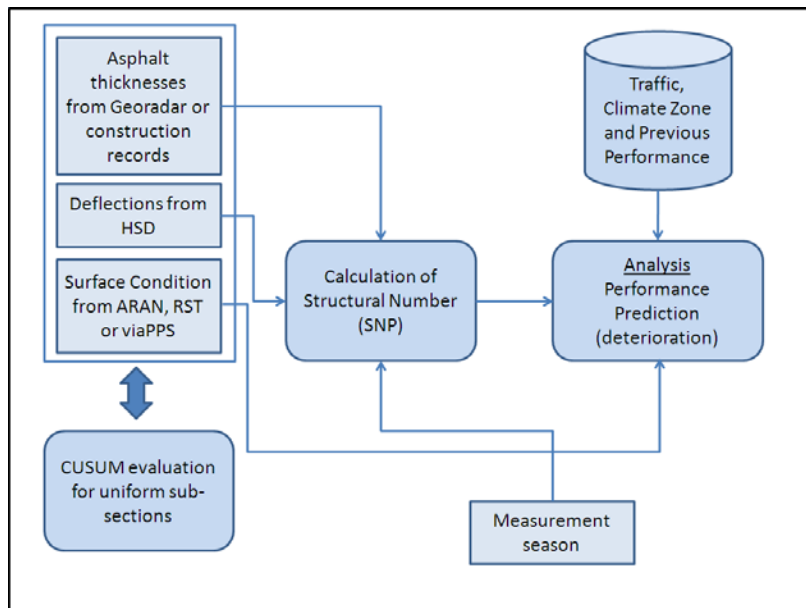 Asphalt
thicknesses
from Georadar or
construction
records
Deflections from
HSD
Surface Condition
from ARAN, RST
or viaPPS
CUSUM evaluation
for uniform sub-
sections
Calculation of
Structural Number
(SNP)
Traffic,
Climate Zone
and Previous
Performance
Analysis
Performance
Prediction
(deterioration)
Measurement
season